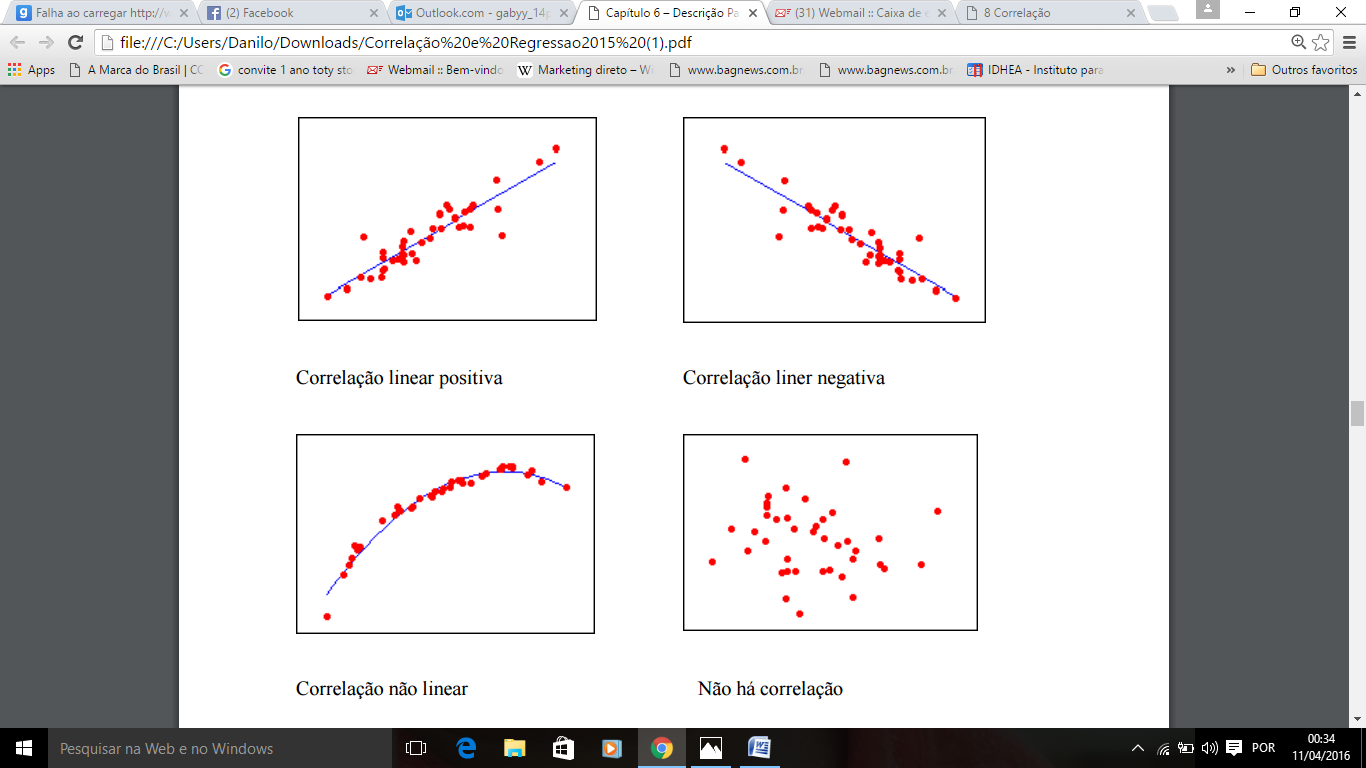 Falha ao carregar http://w
(2) Facebook
Outlook.com - gabyy_14p
Capítulo 6 – Descrição Pa
(31) Webmail :: Caixa de e
8 Correlação
file:///C:/Users/Danilo/Downloads/Correlação%20e%20Regressao2015%20(1).pdf
Apps
A Marca do Brasil | CC
convite 1 ano toty sto
Webmail :: Bem-vindo
Marketing direto – Wi
www.bagnews.com.br
www.bagnews.com.br
IDHEA - Instituto para
»
Outros favoritos
Correlação linear positiva
Correlação liner negativa
Correlação não linear
Não há correlação
Pesquisar na Web e no Windows
POR
00:34
11/04/2016